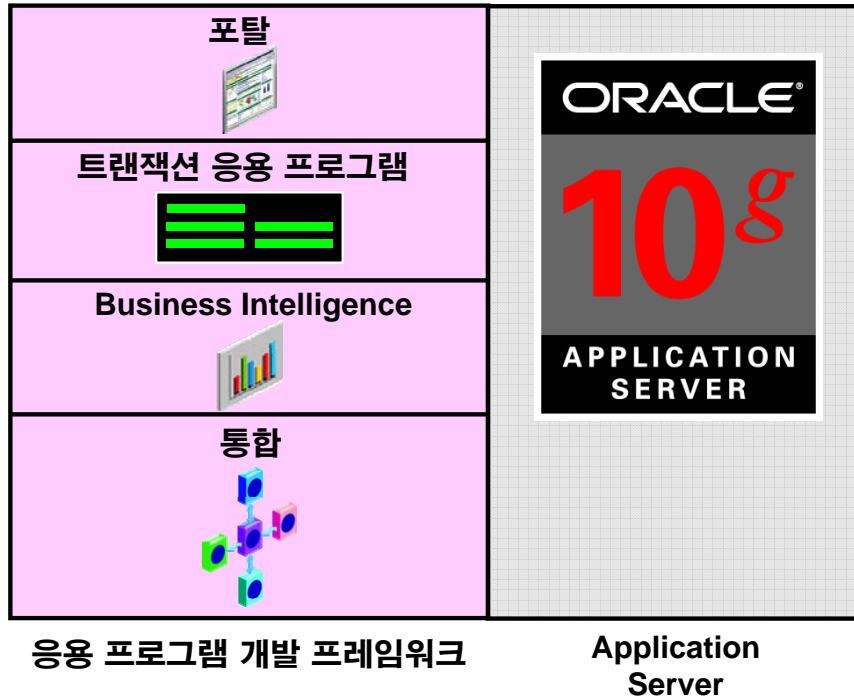 포탈
트랜잭션 응용 프로그램
Business Intelligence
통합
응용 프로그램 개발 프레임워크
ORACLE®
10g
APPLICATION
SERVER
Application
Server